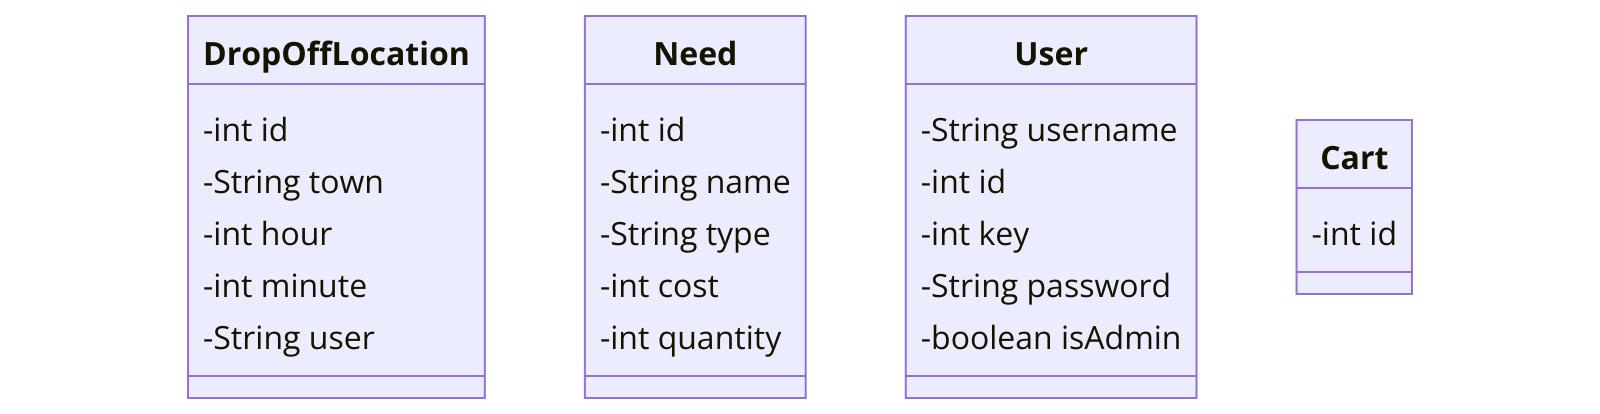 DropOffLocation
-int id
-String town
-int hour
-int minute
-String user
Need
-int id
-String name
-String type
-int cost
-int quantity
User
-String username
-int id
-int key
-String password
-boolean isAdmin
Cart
-int id